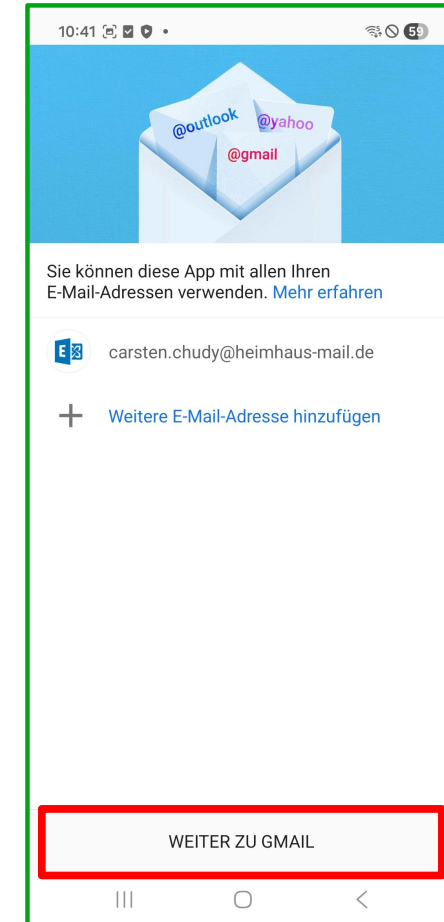 10:41
59
@outlook
@yahoo
@gmail
Sie können diese App mit allen Ihren
E-Mail-Adressen verwenden. Mehr erfahren
E
carsten.chudy@heimhaus-mail.de
Weitere E-Mail-Adresse hinzufügen
WEITER ZU GMAIL